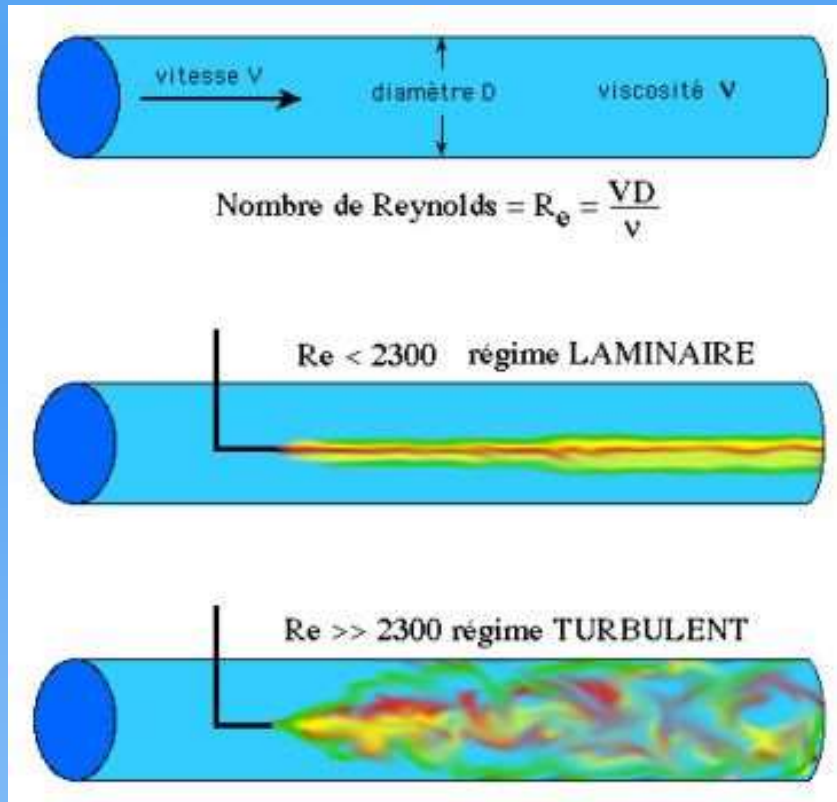 vitesse V
diamètre D
viscosité ν
Nombre de Reynolds = Re = VD/ν
Re < 2300 régime LAMINAIRE
Re >> 2300 régime TURBULENT